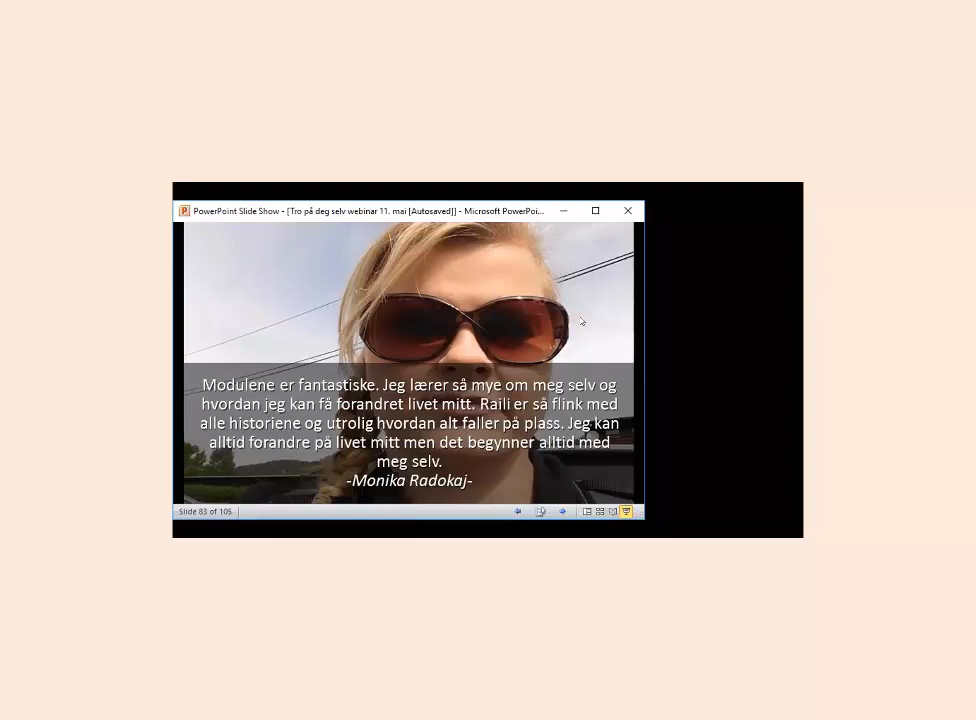 PowerPoint Slide Show - [Tro på deg selv webinar 11. mai [Autosaved]] - Microsoft PowerPoi...
Modulene er fantastiske. Jeg lærer så mye om meg selv og
hvordan jeg kan få forandret livet mitt. Raili er så flink med
alle historiene og utrolig hvordan alt faller på plass. Jeg kan
alltid forandre på livet mitt men det begynner alltid med
meg selv.
-Monika Radokaj-
Slide 83 of 105